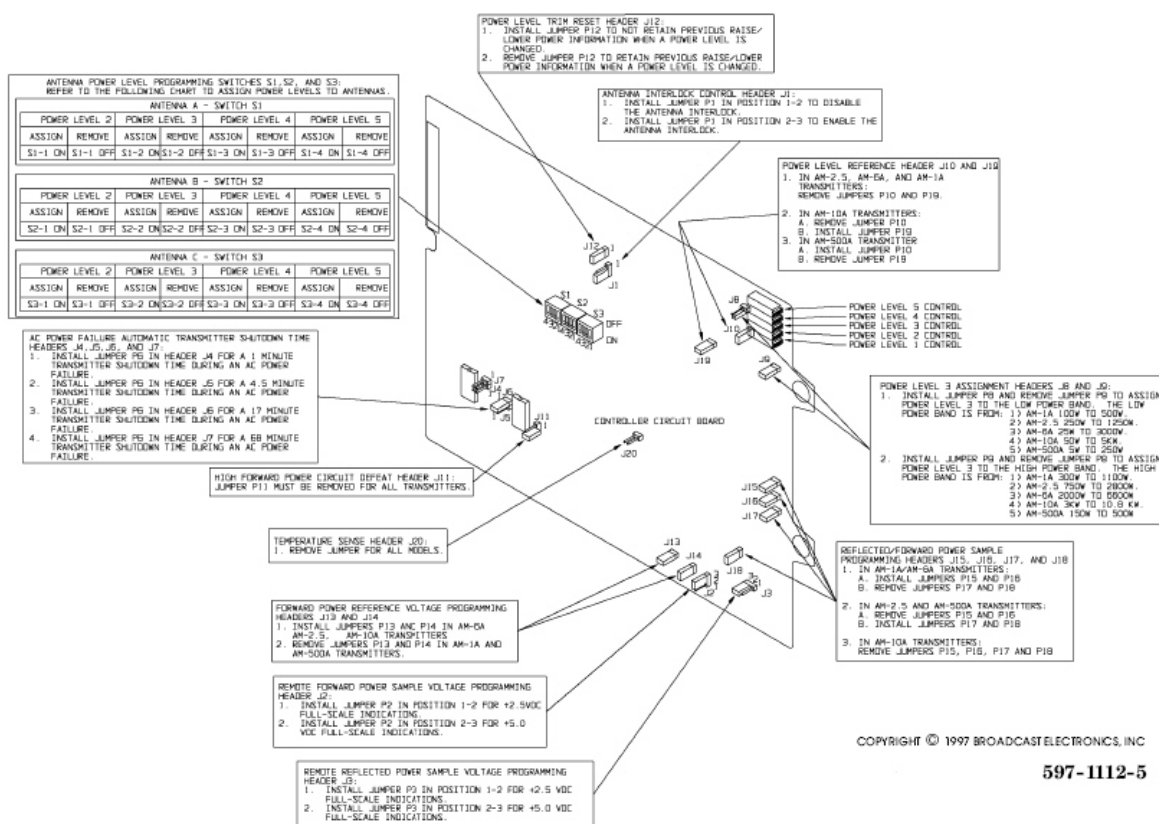 POWER LEVEL TRIM RESET HEADER J12:
1. INSTALL JUMPER P12 TO NOT RETAIN PREVIOUS RAISE/
LOWER POWER INFORMATION WHEN A POWER LEVEL IS
CHANGED.
2. REMOVE JUMPER P12 TO RETAIN PREVIOUS RAISE/LOWER
POWER INFORMATION WHEN A POWER LEVEL IS CHANGED.
ANTENNA POWER LEVEL PROGRAMMING SWITCHES S1,S2, AND S3:
REFER TO THE FOLLOWING CHART TO ASSIGN POWER LEVELS TO ANTENNAS.
ANTENNA A - SWITCH S1
POWER LEVEL 2 POWER LEVEL 3 POWER LEVEL 4 POWER LEVEL 5
ASSIGN REMOVE ASSIGN REMOVE ASSIGN REMOVE ASSIGN REMOVE
S1-1 ON S1-1 OFF S1-2 ON S1-2 OFF S1-3 ON S1-3 OFF S1-4 ON S1-4 OFF
ANTENNA B - SWITCH S2
POWER LEVEL 2 POWER LEVEL 3 POWER LEVEL 4 POWER LEVEL 5
ASSIGN REMOVE ASSIGN REMOVE ASSIGN REMOVE ASSIGN REMOVE
S2-1 ON S2-1 OFF S2-2 ON S2-2 OFF S2-3 ON S2-3 OFF S2-4 ON S2-4 OFF
ANTENNA C - SWITCH S3
POWER LEVEL 2 POWER LEVEL 3 POWER LEVEL 4 POWER LEVEL 5
ASSIGN REMOVE ASSIGN REMOVE ASSIGN REMOVE ASSIGN REMOVE
S3-1 ON S3-1 OFF S3-2 ON S3-2 OFF S3-3 ON S3-3 OFF S3-4 ON S3-4 OFF
ANTENNA INTERLOCK CONTROL HEADER J1:
1. INSTALL JUMPER P1 IN POSITION 1-2 TO DISABLE
THE ANTENNA INTERLOCK.
2. INSTALL JUMPER P1 IN POSITION 2-3 TO ENABLE THE
ANTENNA INTERLOCK.
POWER LEVEL REFERENCE HEADER J10 AND J19
1. IN AM-2.5, AM-6A, AND AM-1A
TRANSMITTERS:
REMOVE JUMPERS P10 AND P19.
2. IN AM-10A TRANSMITTERS:
A. REMOVE JUMPER P10
B. INSTALL JUMPER P19
3. IN AM-500A TRANSMITTER
A. INSTALL JUMPER P10
B. REMOVE JUMPER P19
J12
1
1
J1
S1
S2
S3
OFF
ON
J8
J10
J19
J9
POWER LEVEL 5 CONTROL
POWER LEVEL 4 CONTROL
POWER LEVEL 3 CONTROL
POWER LEVEL 2 CONTROL
POWER LEVEL 1 CONTROL
AC POWER FAILURE AUTOMATIC TRANSMITTER SHUTDOWN TIME
HEADERS J4,J5,J6, AND J7:
1. INSTALL JUMPER P6 IN HEADER J4 FOR A 1 MINUTE
TRANSMITTER SHUTDOWN TIME DURING AN AC POWER
FAILURE.
2. INSTALL JUMPER P6 IN HEADER J5 FOR A 4.5 MINUTE
TRANSMITTER SHUTDOWN TIME DURING AN AC POWER
FAILURE.
3. INSTALL JUMPER P6 IN HEADER J6 FOR A 17 MINUTE
TRANSMITTER SHUTDOWN TIME DURING AN AC POWER
FAILURE.
4. INSTALL JUMPER P6 IN HEADER J7 FOR A 68 MINUTE
TRANSMITTER SHUTDOWN TIME DURING AN AC POWER
FAILURE.
J7
J4
J5
J11
1
CONTROLLER CIRCUIT BOARD
J20
POWER LEVEL 3 ASSIGNMENT HEADERS J8 AND J9:
1. INSTALL JUMPER P8 AND REMOVE JUMPER P9 TO ASSIGN
POWER LEVEL 3 TO THE LOW POWER BAND. THE LOW
POWER BAND IS FROM: 1) AM-1A 100W TO 500W.
2) AM-2.5 250W TO 1250W.
3) AM-6A 25W TO 3000W.
4) AM-10A 50W TO 5KW.
5) AM-500A 5W TO 250W
2. INSTALL JUMPER P9 AND REMOVE JUMPER P8 TO ASSIGN
POWER LEVEL 3 TO THE HIGH POWER BAND. THE HIGH
POWER BAND IS FROM: 1) AM-1A 300W TO 1100W.
2) AM-2.5 750W TO 2800W.
3) AM-6A 2000W TO 6600W
4) AM-10A 3KW TO 10.8 KW.
5) AM-500A 150W TO 500W
HIGH FORWARD POWER CIRCUIT DEFEAT HEADER J11:
JUMPER P11 MUST BE REMOVED FOR ALL TRANSMITTERS.
TEMPERATURE SENSE HEADER J20:
1. REMOVE JUMPER FOR ALL MODELS.
J15
J16
J17
J13
J14
J18
J2
J3
REFLECTED/FORWARD POWER SAMPLE
PROGRAMMING HEADERS J15, J16, J17, AND J18
1. IN AM-1A/AM-6A TRANSMITTERS:
A. INSTALL JUMPERS P15 AND P16
B. REMOVE JUMPERS P17 AND P18
2. IN AM-2.5 AND AM-500A TRANSMITTERS:
A. REMOVE JUMPERS P15 AND P16
B. INSTALL JUMPERS P17 AND P18
3. IN AM-10A TRANSMITTERS:
REMOVE JUMPERS P15, P16, P17 AND P18
FORWARD POWER REFERENCE VOLTAGE PROGRAMMING
HEADERS J13 AND J14
1. INSTALL JUMPERS P13 ANC P14 IN AM-6A
AM-2.5, AM-10A TRANSMITTERS
2. REMOVE JUMPERS P13 AND P14 IN AM-1A AND
AM-500A TRANSMITTERS.
REMOTE FORWARD POWER SAMPLE VOLTAGE PROGRAMMING
HEADER J2:
1. INSTALL JUMPER P2 IN POSITION 1-2 FOR +2.5VDC
FULL-SCALE INDICATIONS.
2. INSTALL JUMPER P2 IN POSITION 2-3 FOR +5.0
VDC FULL-SCALE INDICATIONS.
REMOTE REFLECTED POWER SAMPLE VOLTAGE PROGRAMMING
HEADER J3:
1. INSTALL JUMPER P3 IN POSITION 1-2 FOR +2.5 VDC
FULL-SCALE INDICATIONS.
2. INSTALL JUMPER P3 IN POSITION 2-3 FOR +5.0 VDC
FULL-SCALE INDICATIONS.
COPYRIGHT © 1997 BROADCAST ELECTRONICS, INC
597-1112-5